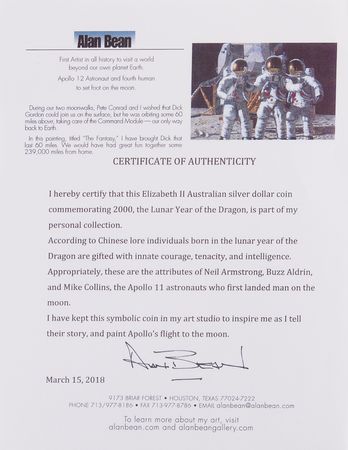 Alan Bean
First Artist in all history to visit a world
beyond our own planet Earth.
Apollo 12 Astronaut and fourth human
to set foot on the moon.
During our two moonwalks, Pete Conrad and I wished that Dick
Gordon could join us on the surface, but he was orbiting some 60
miles above, taking care of the Command Module — our only way
back to Earth.
In this painting, titled "The Fantasy," I have brought Dick that
last 60 miles. We would have had great fun together some
239,000 miles from home.
CERTIFICATE OF AUTHENTICITY
I hereby certify that this Elizabeth II Australian silver dollar coin
commemorating 2000, the Lunar Year of the Dragon, is part of my
personal collection.
According to Chinese lore individuals born in the lunar year of the
Dragon are gifted with innate courage, tenacity, and intelligence.
Appropriately, these are the attributes of Neil Armstrong, Buzz Aldrin,
and Mike Collins, the Apollo 11 astronauts who first landed man on the
moon.
I have kept this symbolic coin in my art studio to inspire me as I tell
their story, and paint Apollo's flight to the moon.
Alan Bean
March 15, 2018
9173 BRIAR FOREST • HOUSTON, TEXAS 77024-7222
PHONE 713/977-8186 • FAX 713-977-8786 • EMAIL alanbean@alanbean.com
To learn more about my art, visit
alanbean.com and alanbeangallery.com